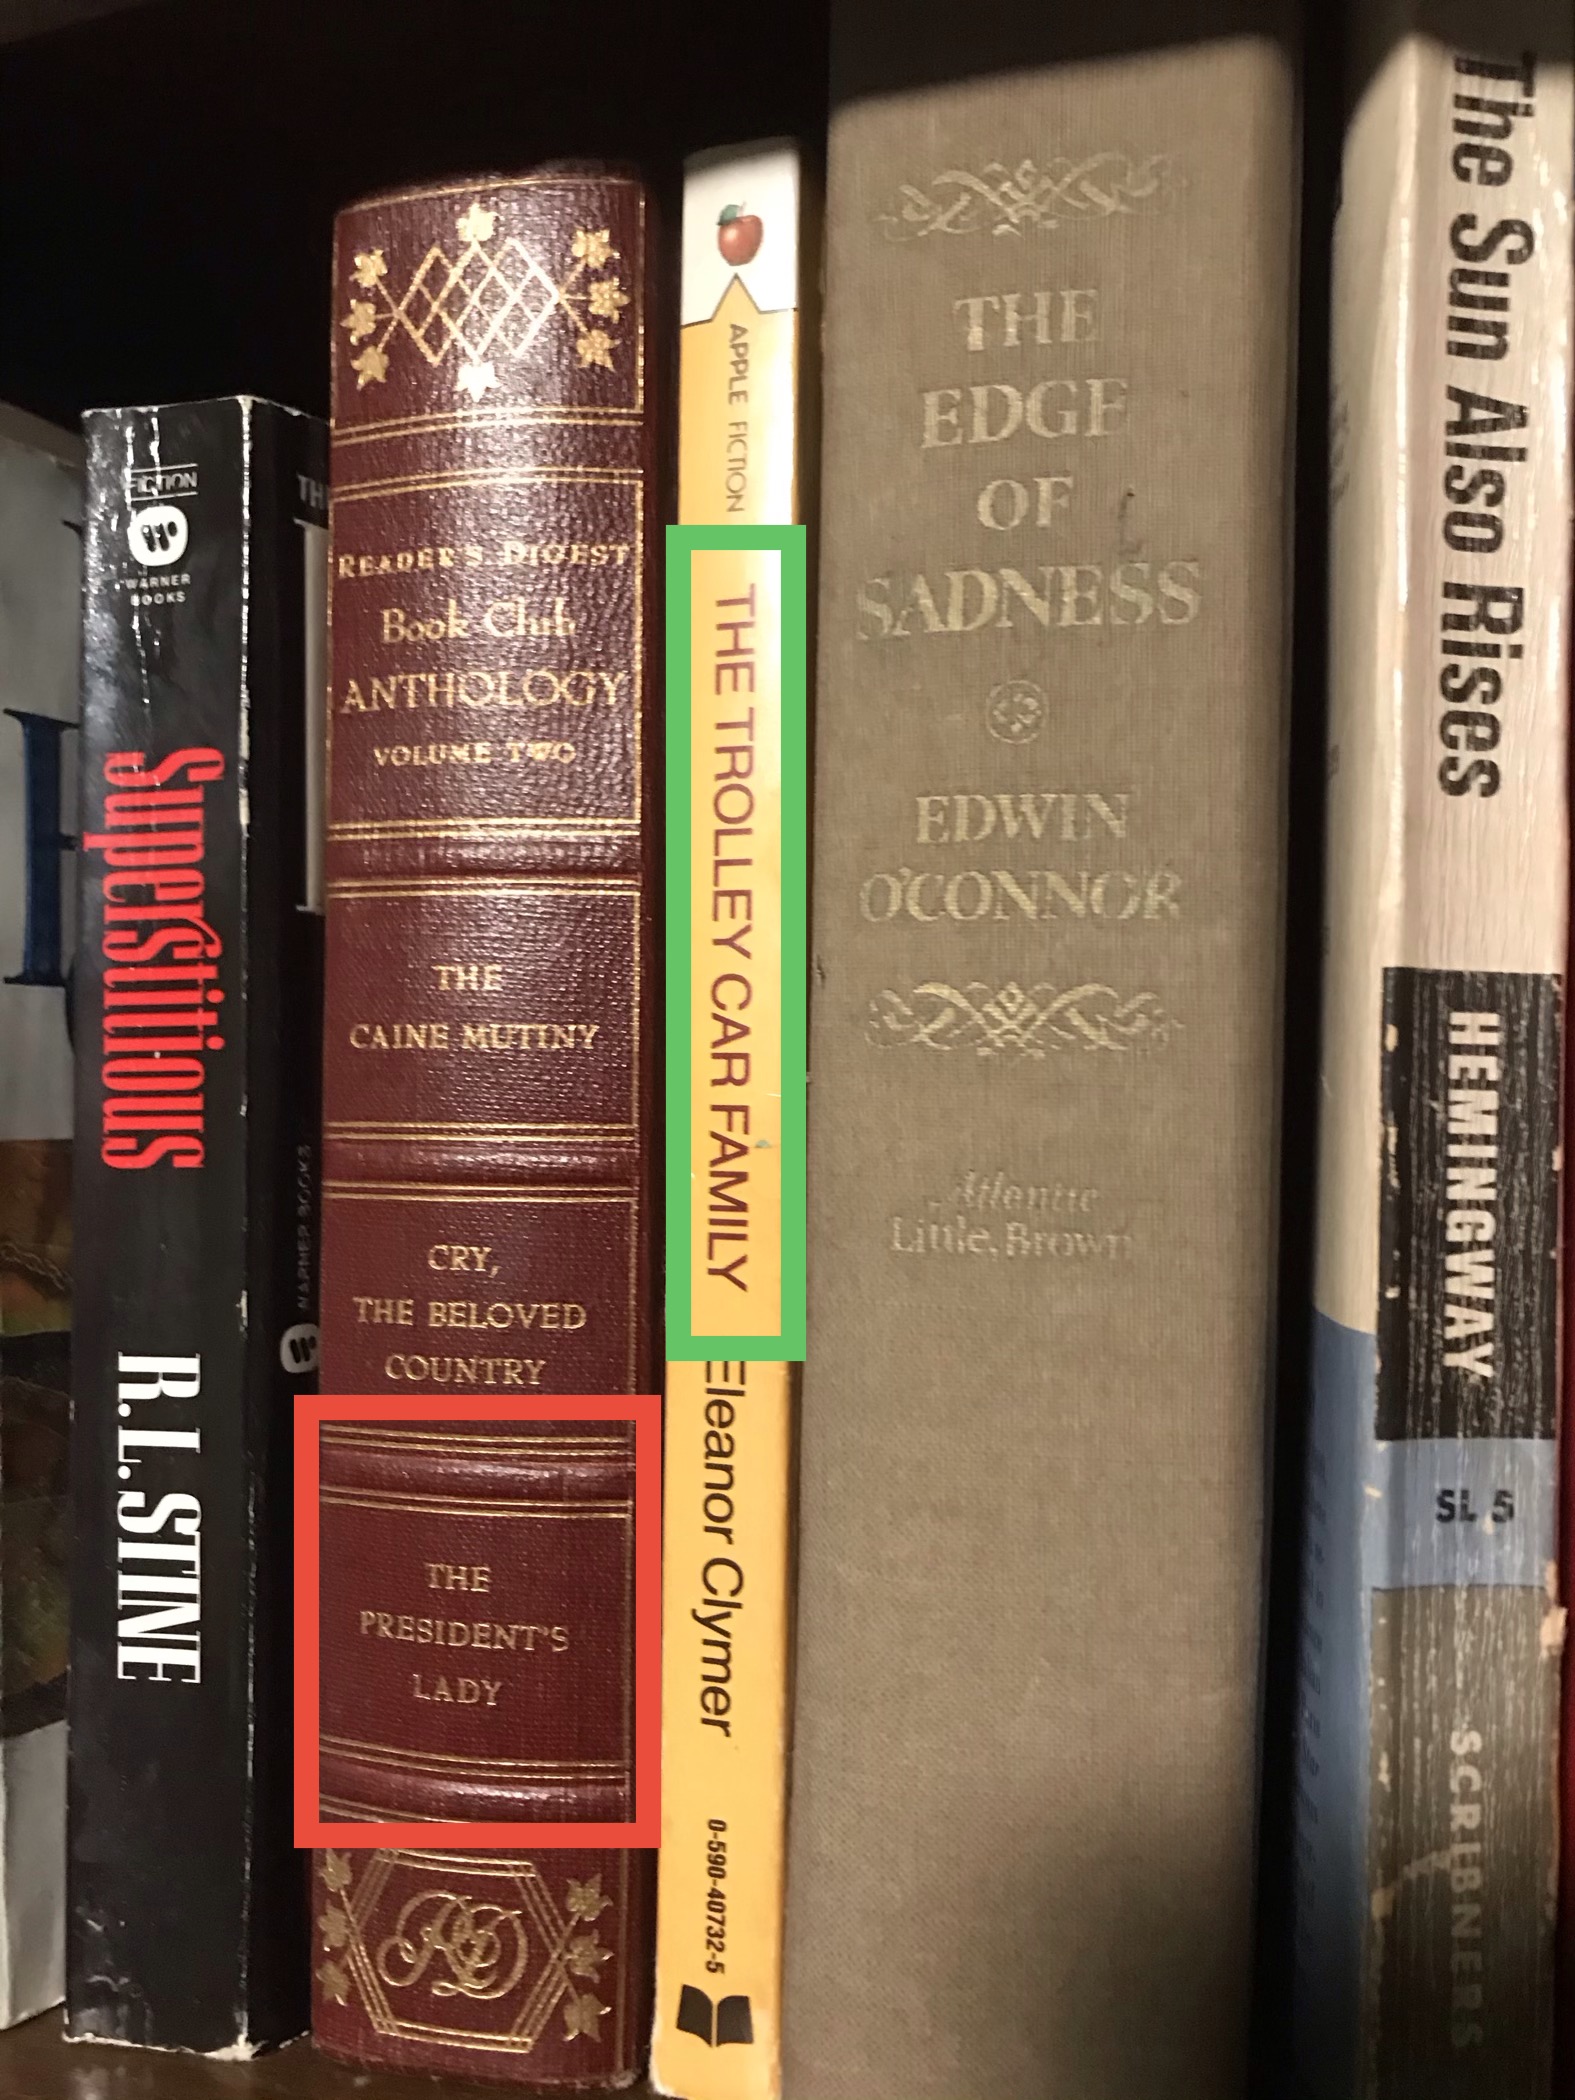 FICTION
WARNER
BOOKS
Superstitious
R.L. STINE
TH
WARNER BOOKS
READER'S DIGEST
Book Club
ANTHOLOGY
VOLUME TWO
THE
CAINE MUTINY
CRY,
THE BELOVED
COUNTRY
THE
PRESIDENT'S
LADY
RD
APPLE FICTION
THE TROLLEY CAR FAMILY
Eleanor Clymer
0-590-40732-5
THE
EDGE
OF
SADNESS
EDWIN
O'CONNOR
Atlantic
Little, Brown
The Sun Also Rises
HEMINGWAY
SL 5
SCRIBNERS